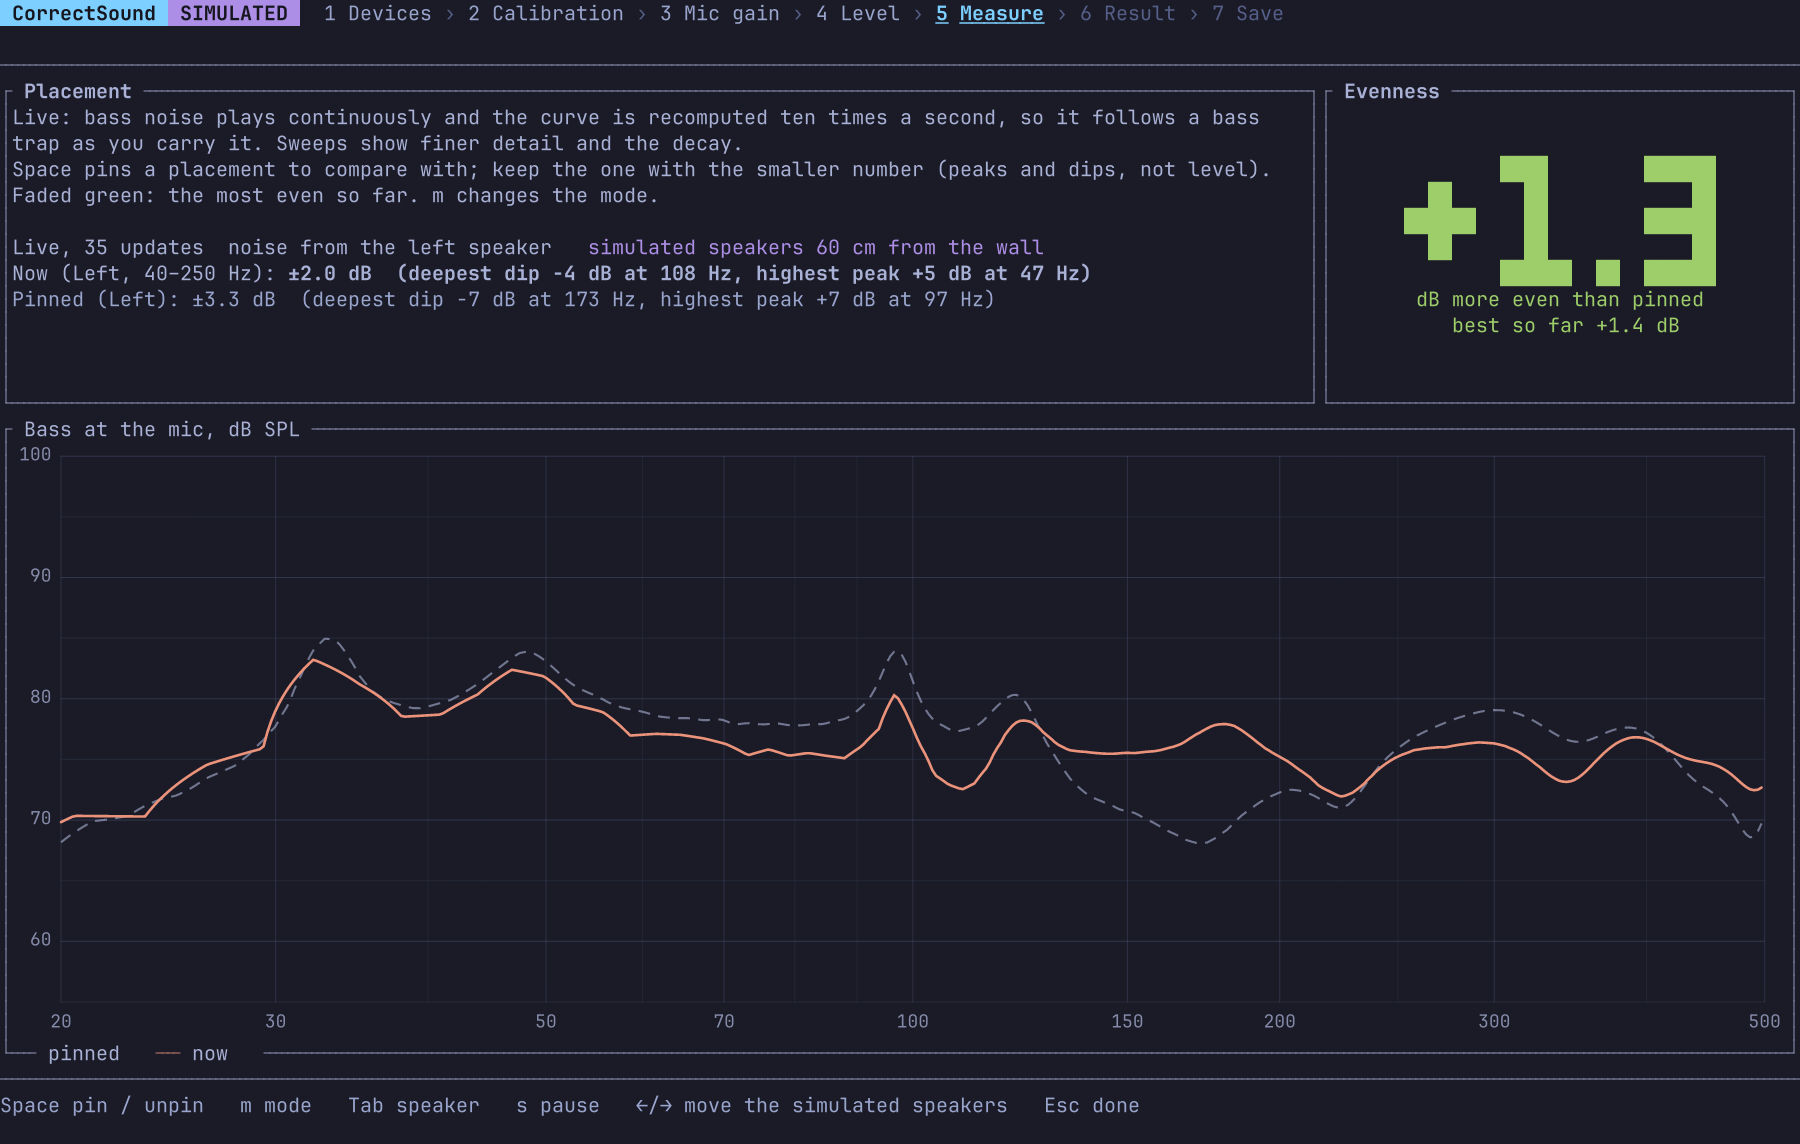 CorrectSound SIMULATED 1 Devices › 2 Calibration › 3 Mic gain › 4 Level › 5 Measure › 6 Result › 7 Save
Placement
Live: bass noise plays continuously and the curve is recomputed ten times a second, so it follows a bass
trap as you carry it. Sweeps show finer detail and the decay.
Space pins a placement to compare with; keep the one with the smaller number (peaks and dips, not level).
Faded green: the most even so far. m changes the mode.
Live, 35 updates noise from the left speaker simulated speakers 60 cm from the wall
Now (Left, 40–250 Hz): ±2.0 dB (deepest dip -4 dB at 108 Hz, highest peak +5 dB at 47 Hz)
Pinned (Left): ±3.3 dB (deepest dip -7 dB at 173 Hz, highest peak +7 dB at 97 Hz)
Evenness
+1.3
dB more even than pinned
best so far +1.4 dB
Bass at the mic, dB SPL
100
90
80
70
60
20 30 50 70 100 150 200 300 500
pinned now
Space pin / unpin m mode Tab speaker s pause ←/→ move the simulated speakers Esc done